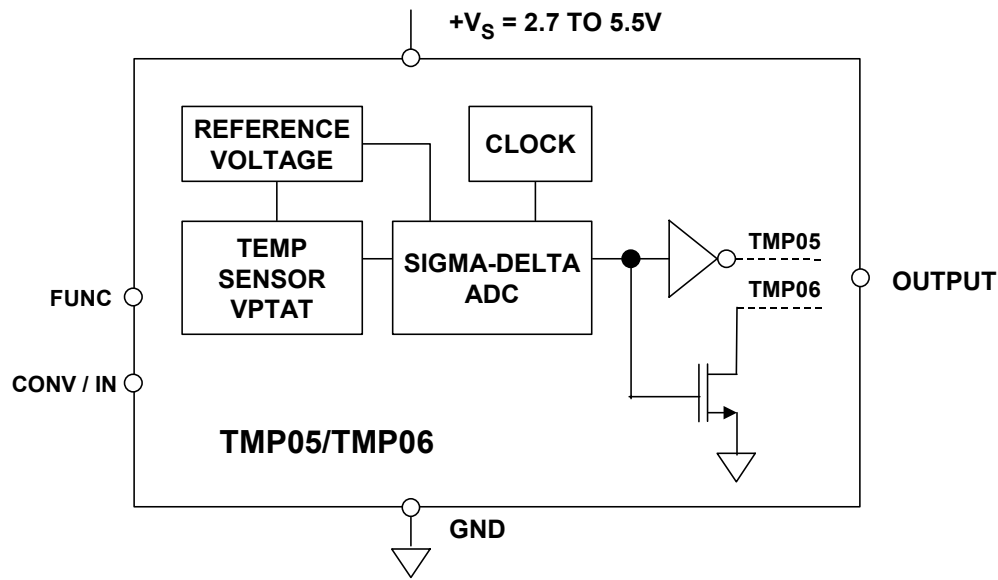 +VS = 2.7 TO 5.5V
REFERENCE
VOLTAGE
CLOCK
TEMP
SENSOR
VPTAT
SIGMA-DELTA
ADC
TMP05
TMP06
OUTPUT
FUNC
CONV / IN
TMP05/TMP06
GND